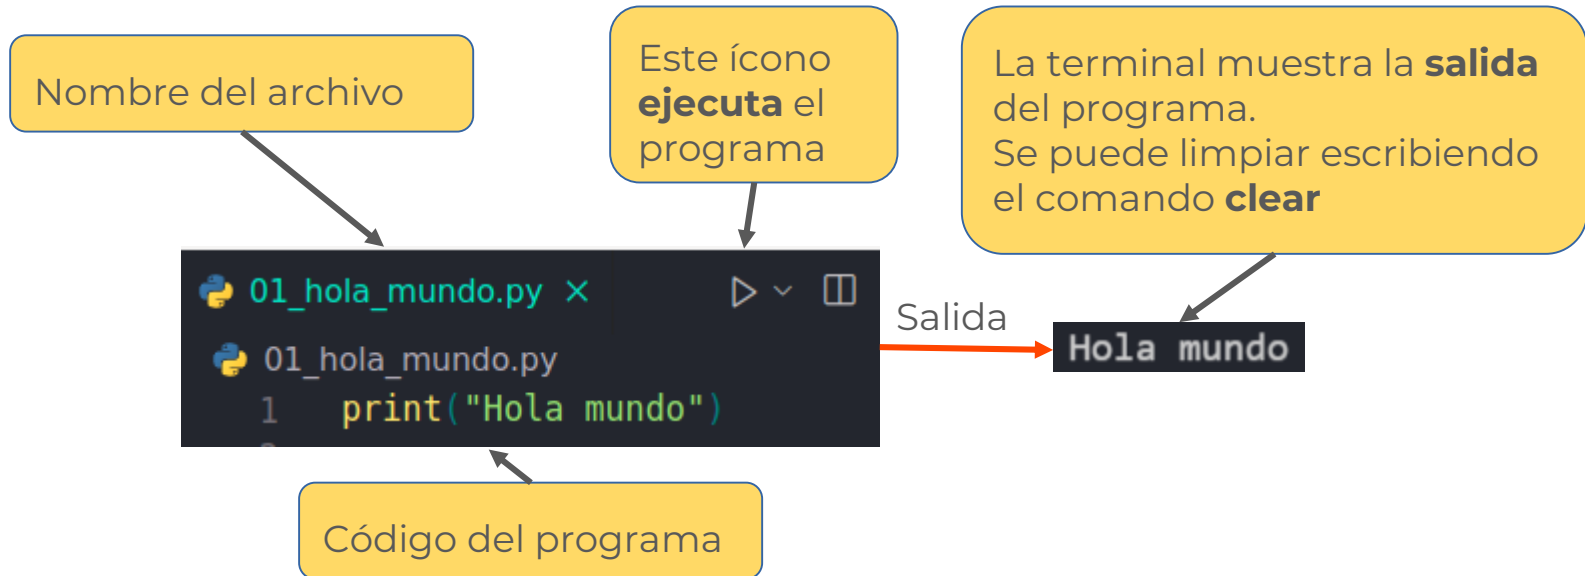 Nombre del archivo
Este ícono
ejecuta el
programa
La terminal muestra la salida
del programa.
Se puede limpiar escribiendo
el comando clear
01_hola_mundo.py ×
01_hola_mundo.py
1 print("Hola mundo")
Salida
Hola mundo
Código del programa